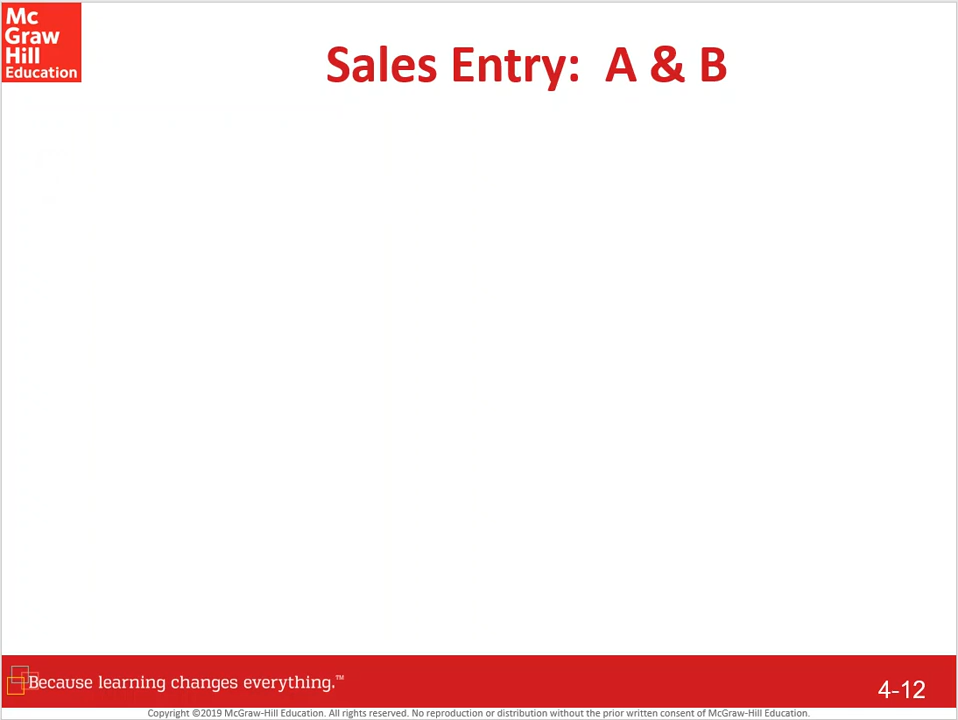 Mc
Graw
Hill
Education
Sales Entry: A & B
Because learning changes everything.™
4-12
Copyright ©2019 McGraw-Hill Education. All rights reserved. No reproduction or distribution without the prior written consent of McGraw-Hill Education.